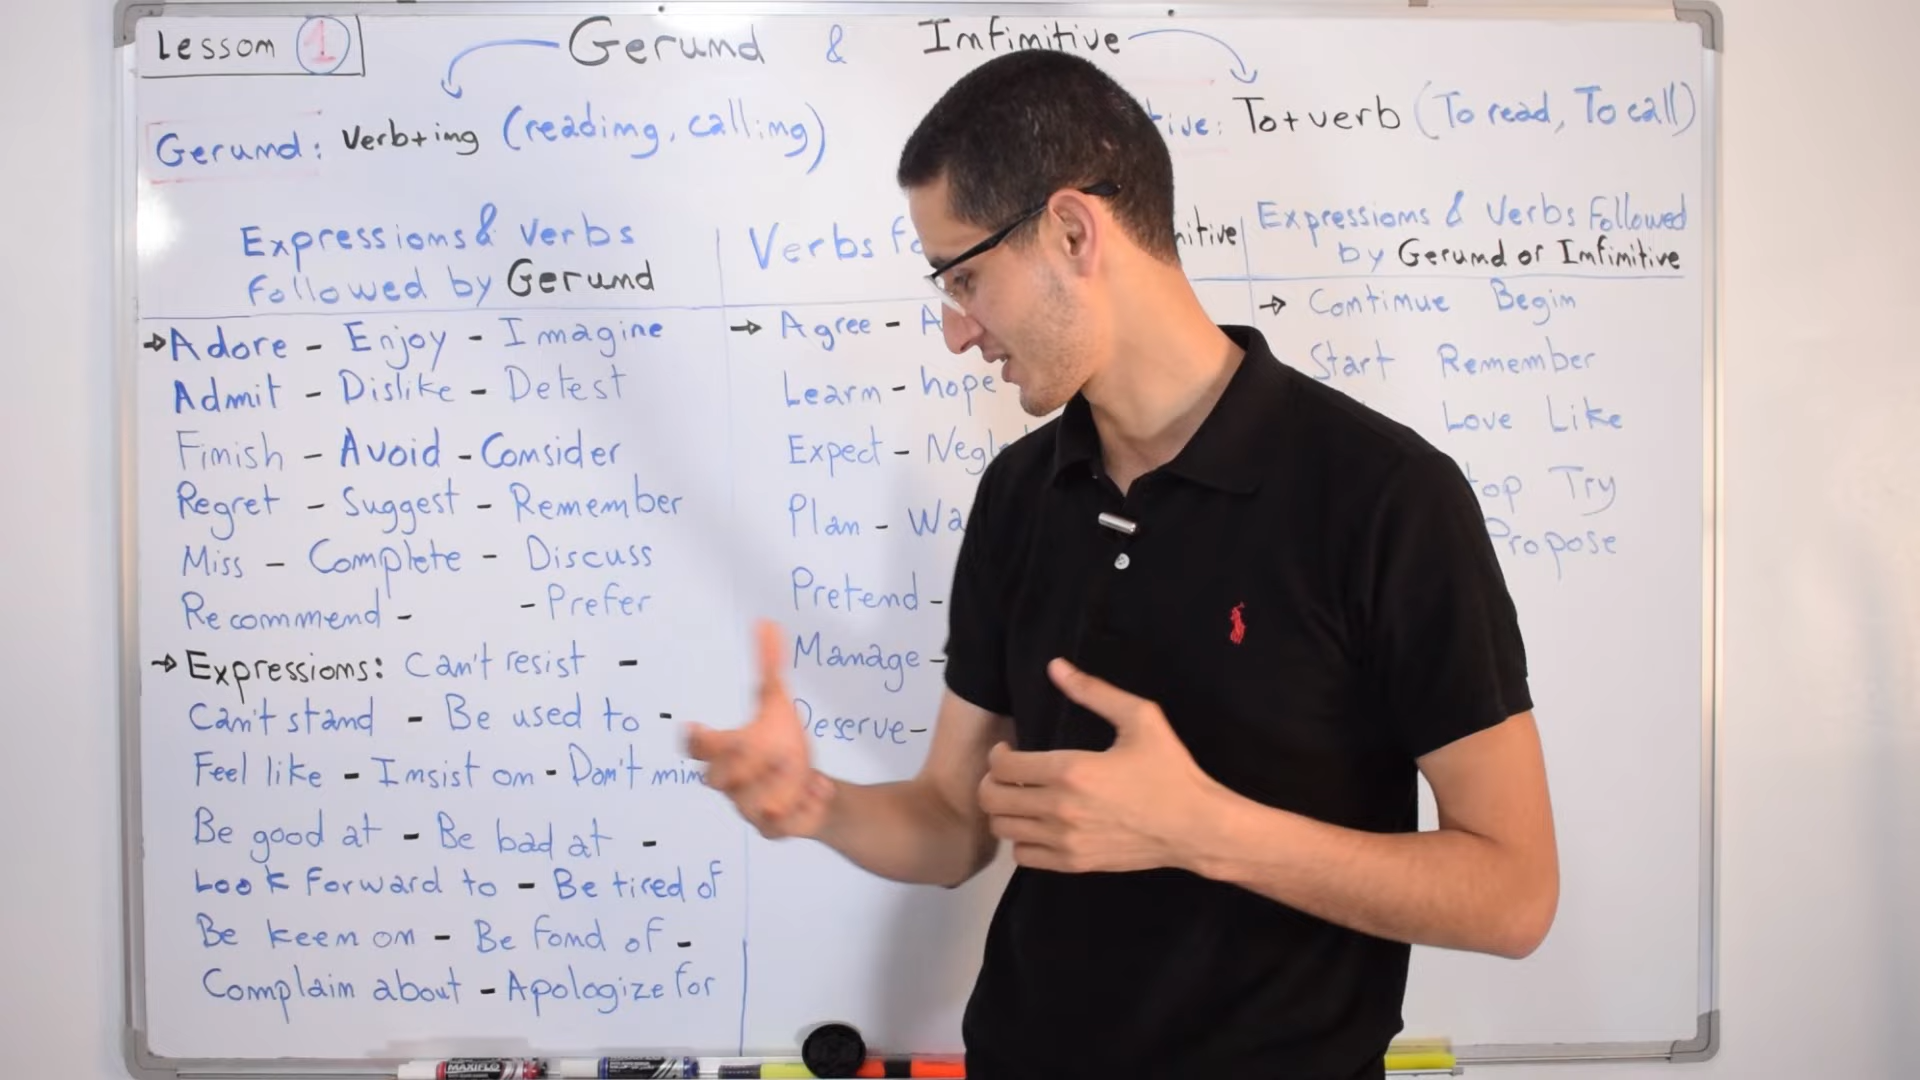 Lesson 1
Gerund & Infinitive
Gerund: Verb+ing (reading, calling)
To+verb (To read, To call)
Expressions & verbs
followed by Gerund
Adore - Enjoy - Imagine
Admit - Dislike - Detest
Finish - Avoid - Consider
Regret - Suggest - Remember
Miss - Complete - Discuss
Recommend - - Prefer
Expressions: Can't resist -
Can't stand - Be used to -
Feel like - Insist on - Don't
Be good at - Be bad at -
Look forward to - Be tired of
Be keen on - Be fond of -
Complain about - Apologize for
Verbs
Agree -
Learn - hope
Expect -
Plan -
Pretend -
Manage -
Deserve -
Expressions & Verbs Followed
by Gerund or Infinitive
Continue Begin
Start Remember
Love Like
Try
Propose
MAXIFLO